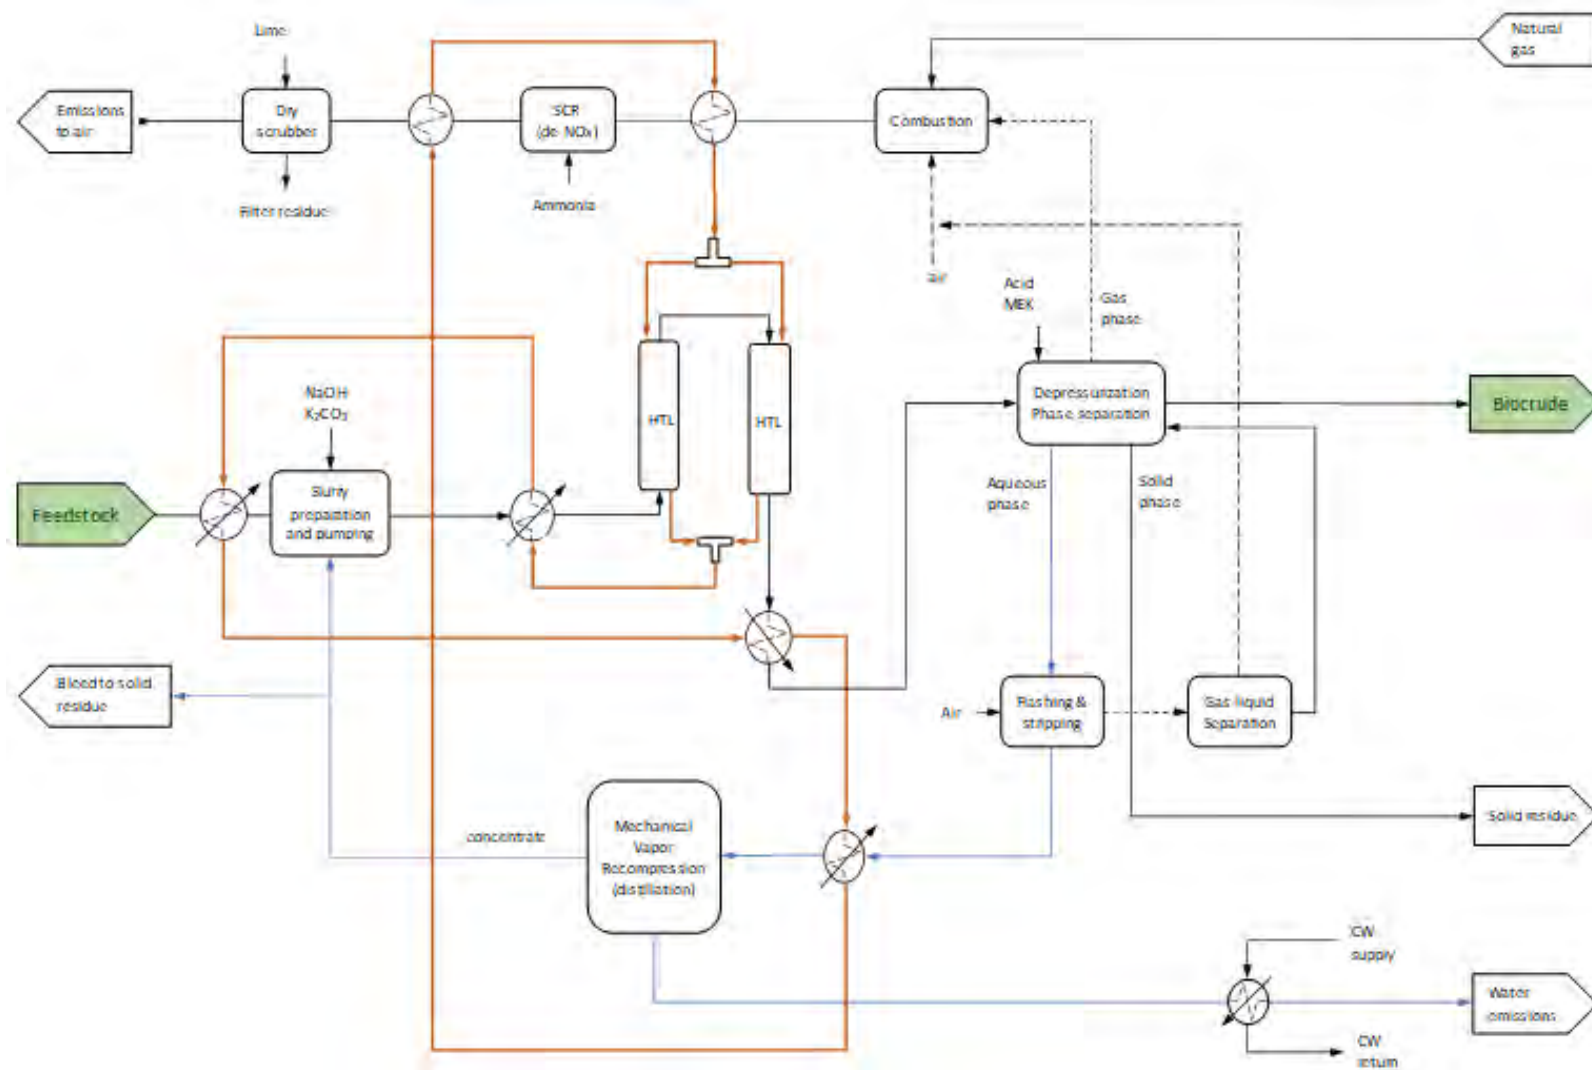 Lime
Natural
gas
Emissions
to air
Dry
scrubber
SCR
(de-NOx)
Combustion
Filter residue
Ammonia
air
Acid
MEK
Gas
phase
NaOH
K₂CO₃
HTL
HTL
Depressurization
Phase separation
Biocrude
Feedstock
Slurry
preparation
and pumping
Aqueous
phase
Solid
phase
Bleed to solid
residue
Air
Flashing &
stripping
Gas-liquid
Separation
concentrate
Mechanical
Vapor
Recompression
(distillation)
Solid residue
CW
supply
Water
emissions
CW
return